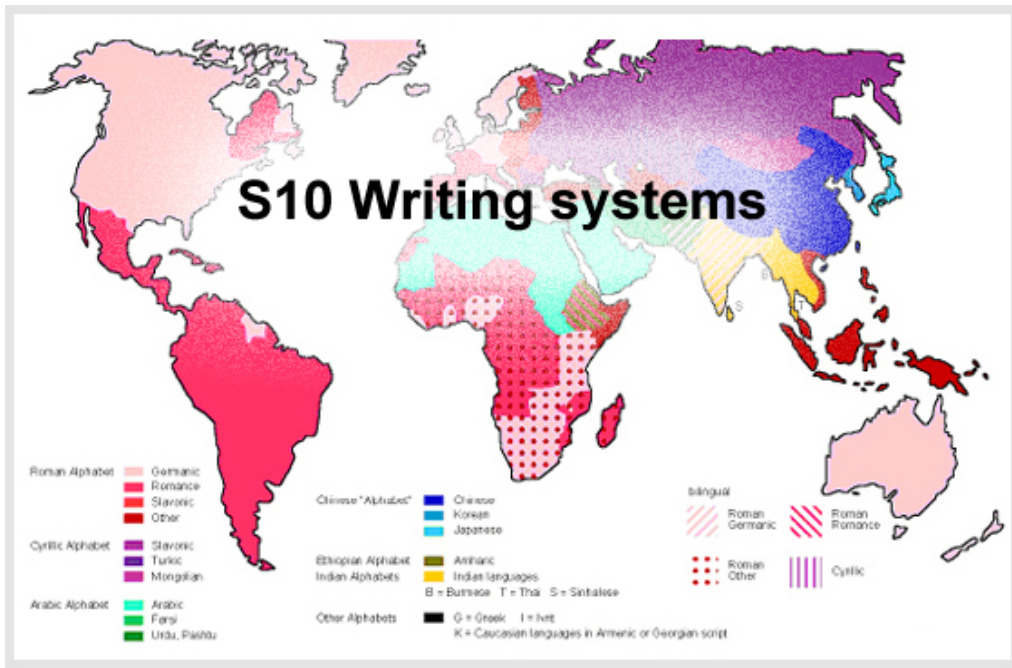 S10 Writing systems
B
S
T
Roman Alphabet
Germanic
Romance
Slavonic
Other
Cyrillic Alphabet
Slavonic
Turkic
Mongolian
Arabic Alphabet
Arabic
Farsi
Urdu, Pashtu
Chinese "Alphabet"
Chinese
Korean
Japanese
Ethiopian Alphabet
Amharic
Indian Alphabets
Indian languages
B = Burmese T = Thai S = Sinhalese
Other Alphabets
G = Greek I = Ivrit
K = Caucasian languages in Armenic or Georgian script
bilingual
Roman
Germanic
Roman
Romance
Roman
Other
Cyrillic